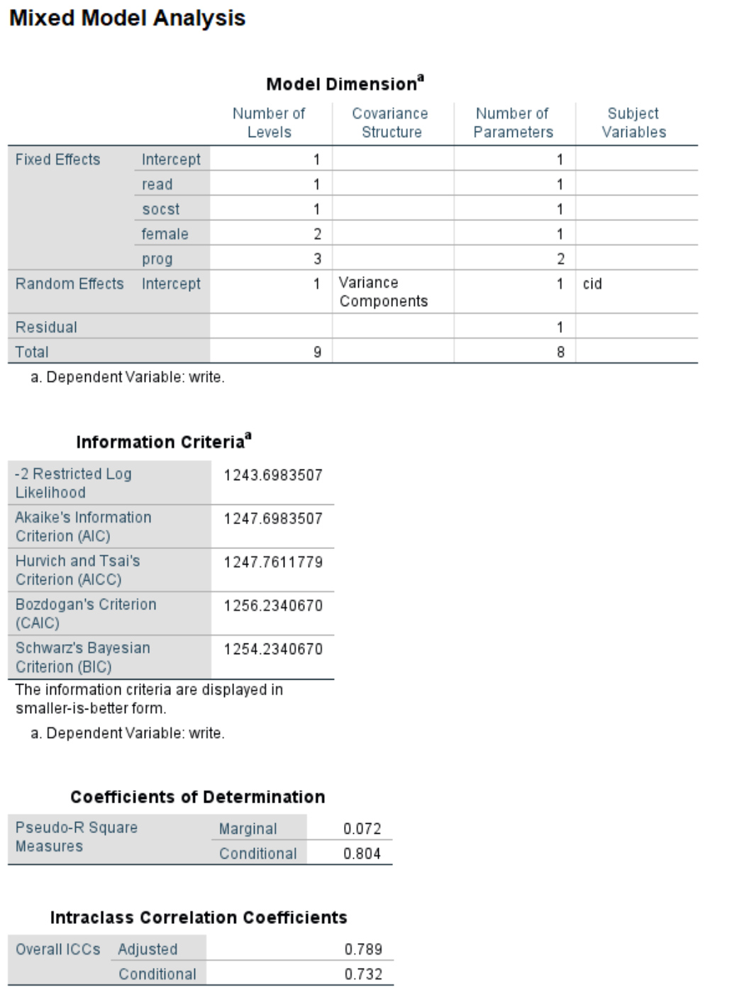 Mixed Model Analysis
Model Dimensionᵃ
Number of Levels Covariance Structure Number of Parameters Subject Variables
Fixed Effects Intercept 1 1
read 1 1
socst 1 1
female 2 1
prog 3 2
Random Effects Intercept 1 Variance Components 1 cid
Residual 1
Total 9 8
a. Dependent Variable: write.
Information Criteriaᵃ
-2 Restricted Log Likelihood 1243.6983507
Akaike's Information Criterion (AIC) 1247.6983507
Hurvich and Tsai's Criterion (AICC) 1247.7611779
Bozdogan's Criterion (CAIC) 1256.2340670
Schwarz's Bayesian Criterion (BIC) 1254.2340670
The information criteria are displayed in
smaller-is-better form.
a. Dependent Variable: write.
Coefficients of Determination
Pseudo-R Square Measures Marginal 0.072
Conditional 0.804
Intraclass Correlation Coefficients
Overall ICCs Adjusted 0.789
Conditional 0.732